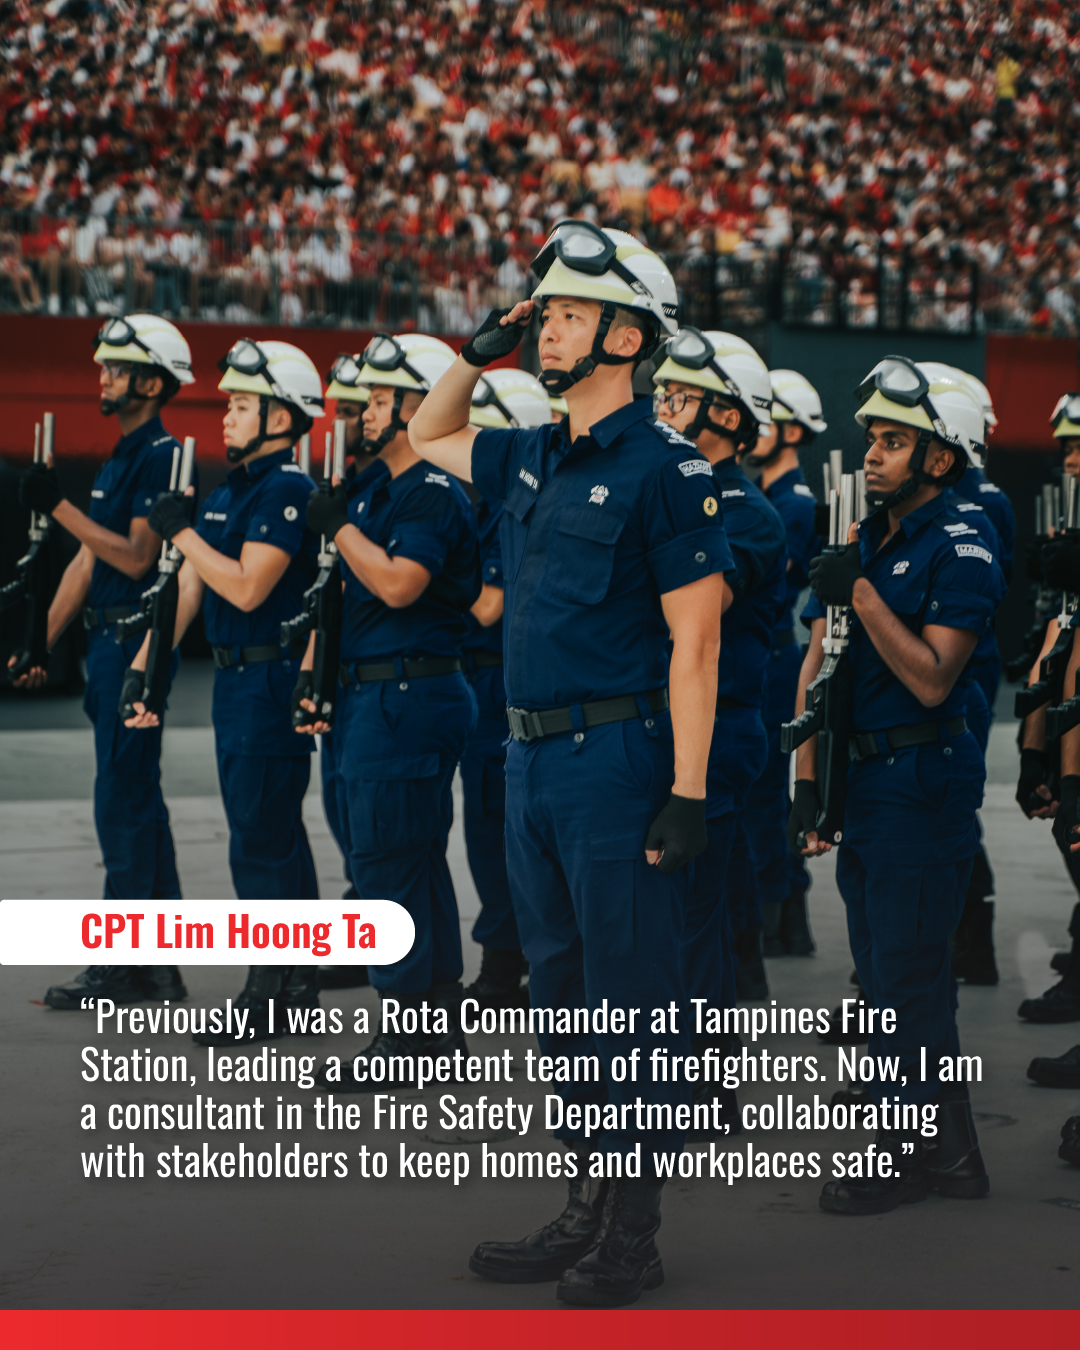 CPT Lim Hoong Ta
“Previously, I was a Rota Commander at Tampines Fire
Station, leading a competent team of firefighters. Now, I am
a consultant in the Fire Safety Department, collaborating
with stakeholders to keep homes and workplaces safe.”
MARINE